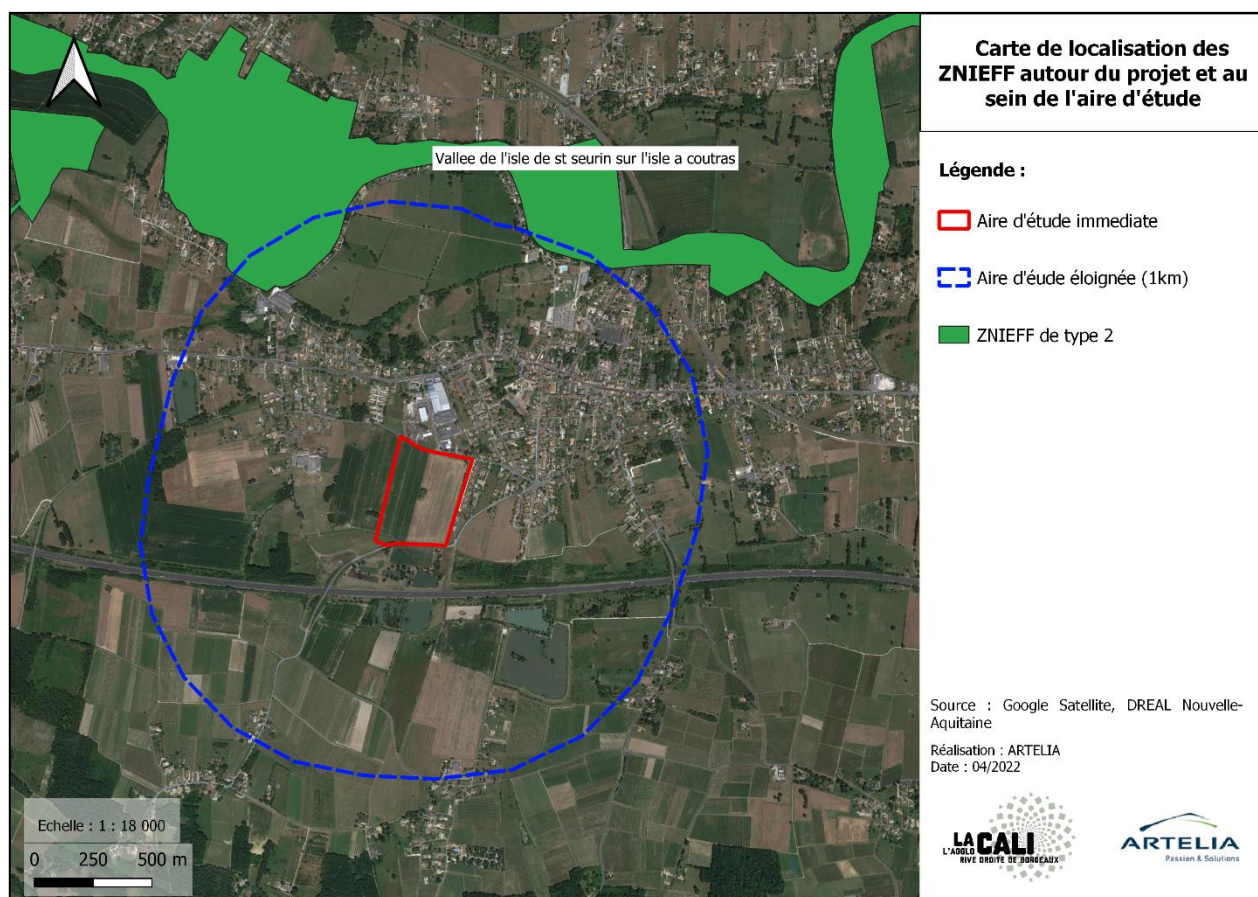 Carte de localisation des
ZNIEFF autour du projet et au
sein de l'aire d'étude
Vallee de l'isle de st seurin sur l'isle a coutras
Légende :
Aire d'étude immediate
Aire d'éude éloignée (1km)
ZNIEFF de type 2
Source : Google Satellite, DREAL Nouvelle-
Aquitaine
Réalisation : ARTELIA
Date : 04/2022
Echelle : 1 : 18 000
0 250 500 m
LA
L'AGGLO CALI
RIVE DROITE DE BORDEAUX
ARTELIA
Passion & Solutions